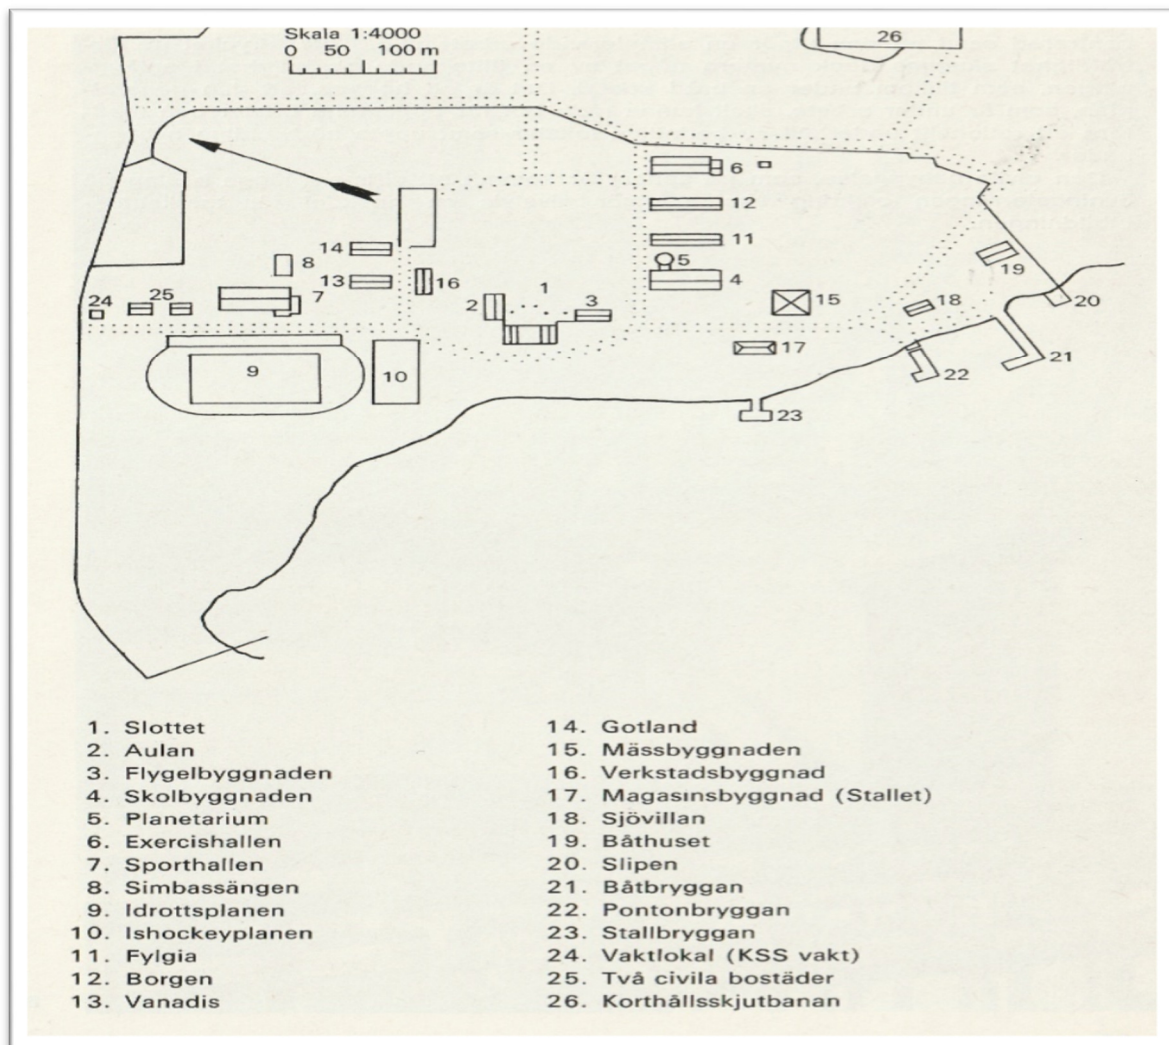 Skala 1:4000
0 50 100 m
26
6
12
14
11
8
5
19
13
16
4
1
15
20
24
25
7
2
3
18
17
21
9
10
22
23
1. Slottet
2. Aulan
3. Flygelbyggnaden
4. Skolbyggnaden
5. Planetarium
6. Exercishallen
7. Sporthallen
8. Simbassängen
9. Idrottsplanen
10. Ishockeyplanen
11. Fylgia
12. Borgen
13. Vanadis
14. Gotland
15. Mässbyggnaden
16. Verkstadsbyggnad
17. Magasinsbyggnad (Stallet)
18. Sjövillan
19. Båthuset
20. Slipen
21. Båtbryggan
22. Pontonbryggan
23. Stallbryggan
24. Vaktlokal (KSS vakt)
25. Två civila bostäder
26. Korthållsskjutbanan